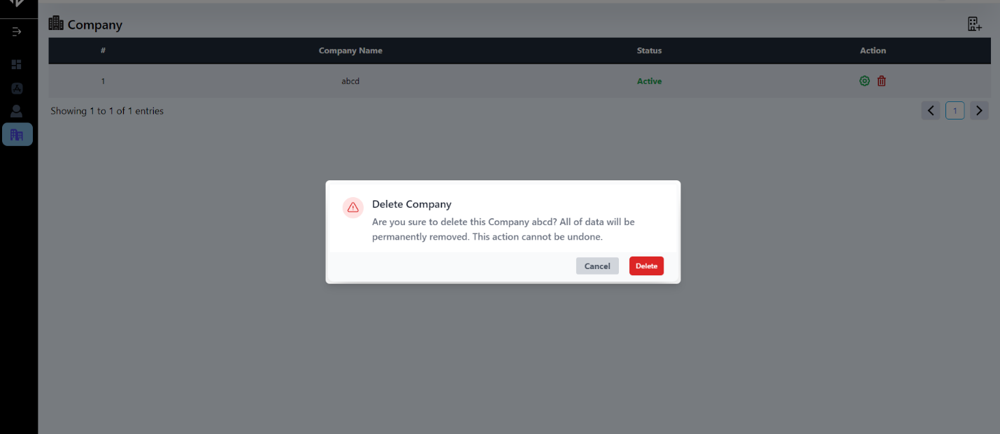 Company
# Company Name Status Action
1 abcd Active
Showing 1 to 1 of 1 entries
1
Delete Company
Are you sure to delete this Company abcd? All of data will be
permanently removed. This action cannot be undone.
Cancel Delete